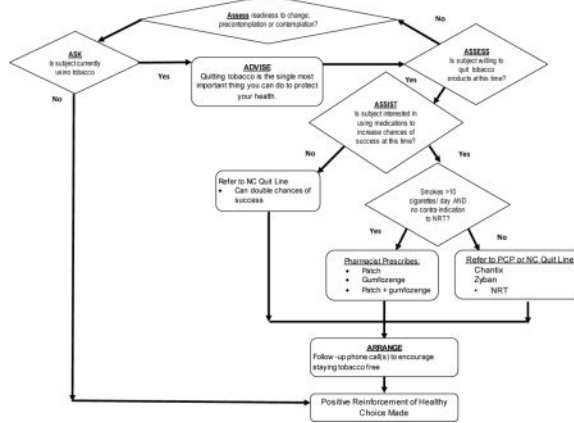 Assess readiness to change:
precontemplation or contemplation?
No
ASK
Is subject currently
using tobacco
Yes
ADVISE
Quitting tobacco is the single most
important thing you can do to protect
your health.
ASSESS
Is subject willing to
quit tobacco
products at this time?
Yes
No
ASSIST
Is subject interested in
using medications to
increase chances of
success at this time?
No
Yes
Refer to NC Quit Line
• Can double chances of
success
Smokes >10
cigarettes/ day AND
no contra-indication
to NRT?
Yes
No
Pharmacist Prescribes:
• Patch
• Gum/lozenge
• Patch + gum/lozenge
Refer to PCP or NC Quit Line
Chantix
Zyban
• NRT
ARRANGE
Follow -up phone call(s) to encourage
staying tobacco free
Positive Reinforcement of Healthy
Choice Made